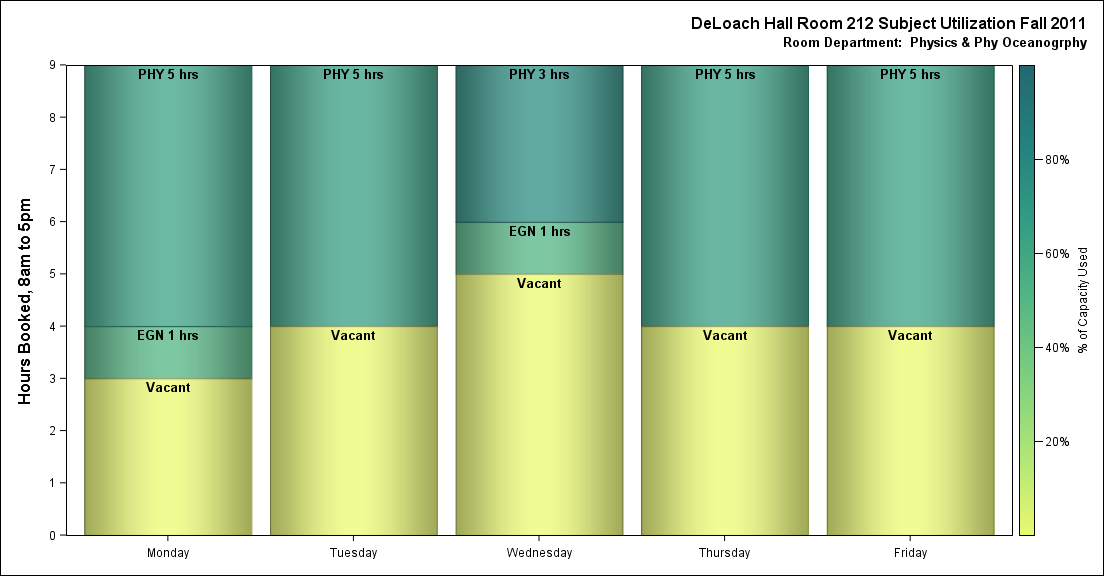 DeLoach Hall Room 212 Subject Utilization Fall 2011
Room Department:  Physics & Phy Oceanogrphy
Hours Booked, 8am to 5pm
9
8
7
6
5
4
3
2
1
0
PHY 5 hrs
EGN 1 hrs
Vacant
PHY 5 hrs
Vacant
PHY 3 hrs
EGN 1 hrs
Vacant
PHY 5 hrs
Vacant
PHY 5 hrs
Vacant
Monday
Tuesday
Wednesday
Thursday
Friday
80%
60%
40%
20%
% of Capacity Used